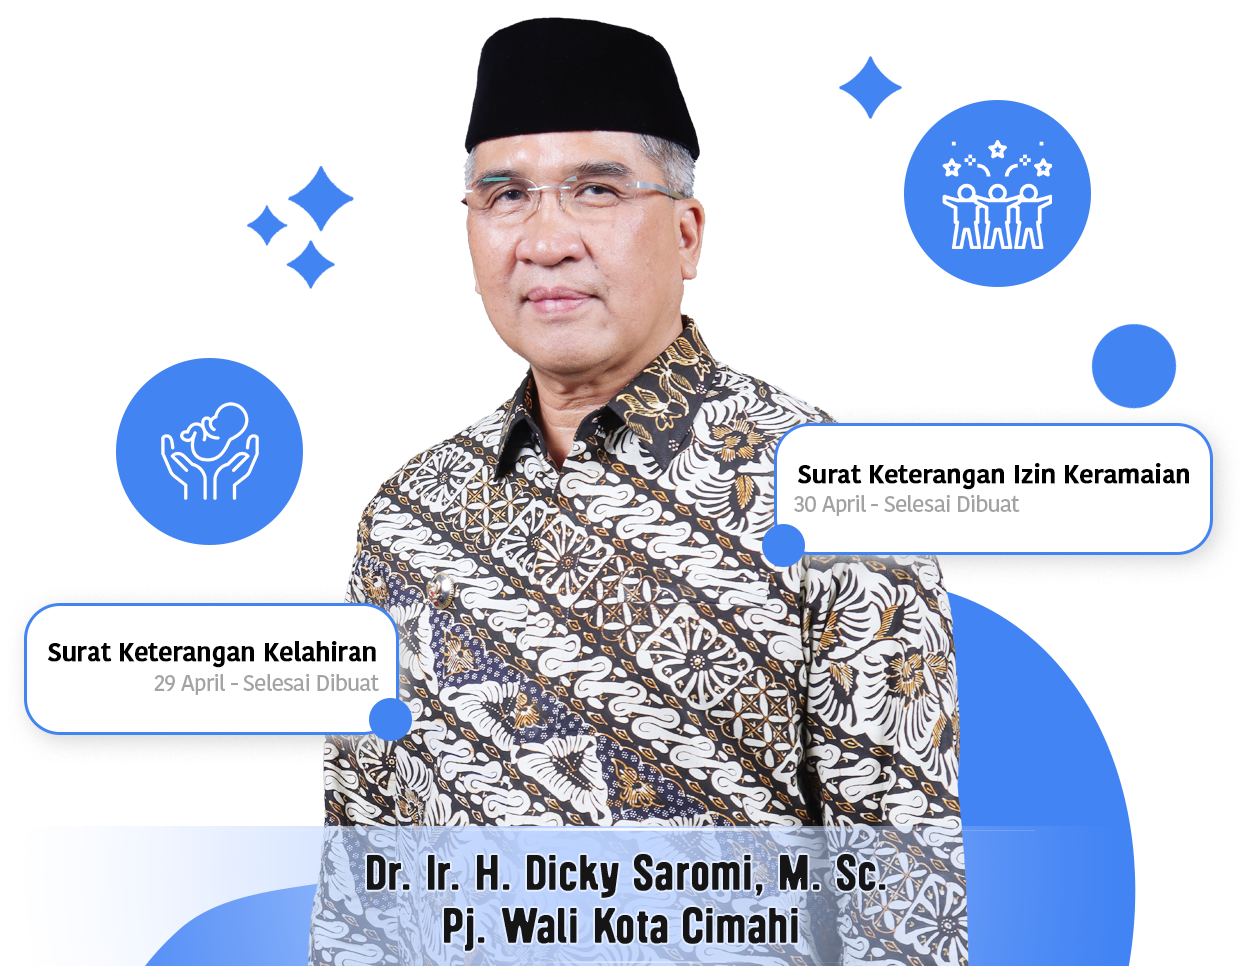 Surat Keterangan Izin Keramaian
30 April - Selesai Dibuat
Surat Keterangan Kelahiran
29 April - Selesai Dibuat
Dr. Ir. H. Dicky Saromi, M. Sc.
Pj. Wali Kota Cimahi